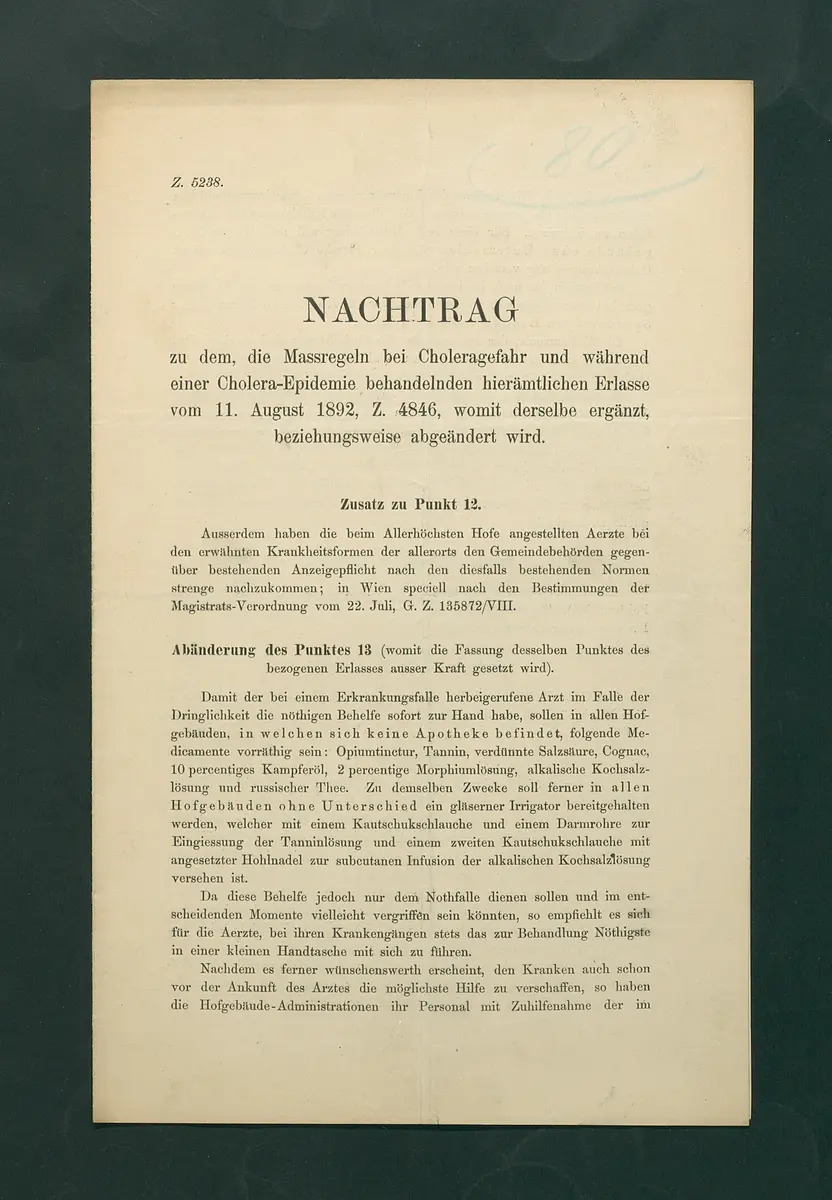 80
Z. 5238.
NACHTRAG
zu dem, die Massregeln bei Choleragefahr und während
einer Cholera-Epidemie behandelnden hierämtlichen Erlasse
vom 11. August 1892, Z. 4846, womit derselbe ergänzt,
beziehungsweise abgeändert wird.
Zusatz zu Punkt 12.
Ausserdem haben die beim Allerhöchsten Hofe angestellten Aerzte bei
den erwähnten Krankheitsformen der allerorts den Gemeindebehörden gegen-
über bestehenden Anzeigepflicht nach den diesfalls bestehenden Normen
strenge nachzukommen; in Wien speciell nach den Bestimmungen der
Magistrats-Verordnung vom 22. Juli, G. Z. 135872/VIII.
Abänderung des Punktes 13 (womit die Fassung desselben Punktes des
bezogenen Erlasses ausser Kraft gesetzt wird).
Damit der bei einem Erkrankungsfalle herbeigerufene Arzt im Falle der
Dringlichkeit die nöthigen Behelfe sofort zur Hand habe, sollen in allen Hof-
gebäuden, in welchen sich keine Apotheke befindet, folgende Me-
dicamente vorräthig sein: Opiumtinctur, Tannin, verdünnte Salzsäure, Cognac,
10 percentiges Kampferöl, 2 percentige Morphiumlösung, alkalische Kochsalz-
lösung und russischer Thee. Zu demselben Zwecke soll ferner in allen
Hofgebäuden ohne Unterschied ein gläserner Irrigator bereitgehalten
werden, welcher mit einem Kautschukschlauche und einem Darmrohre zur
Eingiessung der Tanninlösung und einem zweiten Kautschukschlauche mit
angesetzter Hohlnadel zur subcutanen Infusion der alkalischen Kochsalzlösung
versehen ist.
Da diese Behelfe jedoch nur dem Nothfalle dienen sollen und im ent-
scheidenden Momente vielleicht vergriffen sein könnten, so empfiehlt es sich
für die Aerzte, bei ihren Krankengängen stets das zur Behandlung Nöthigste
in einer kleinen Handtasche mit sich zu führen.
Nachdem es ferner wünschenswerth erscheint, den Kranken auch schon
vor der Ankunft des Arztes die möglichste Hilfe zu verschaffen, so haben
die Hofgebäude-Administrationen ihr Personal mit Zuhilfenahme der im